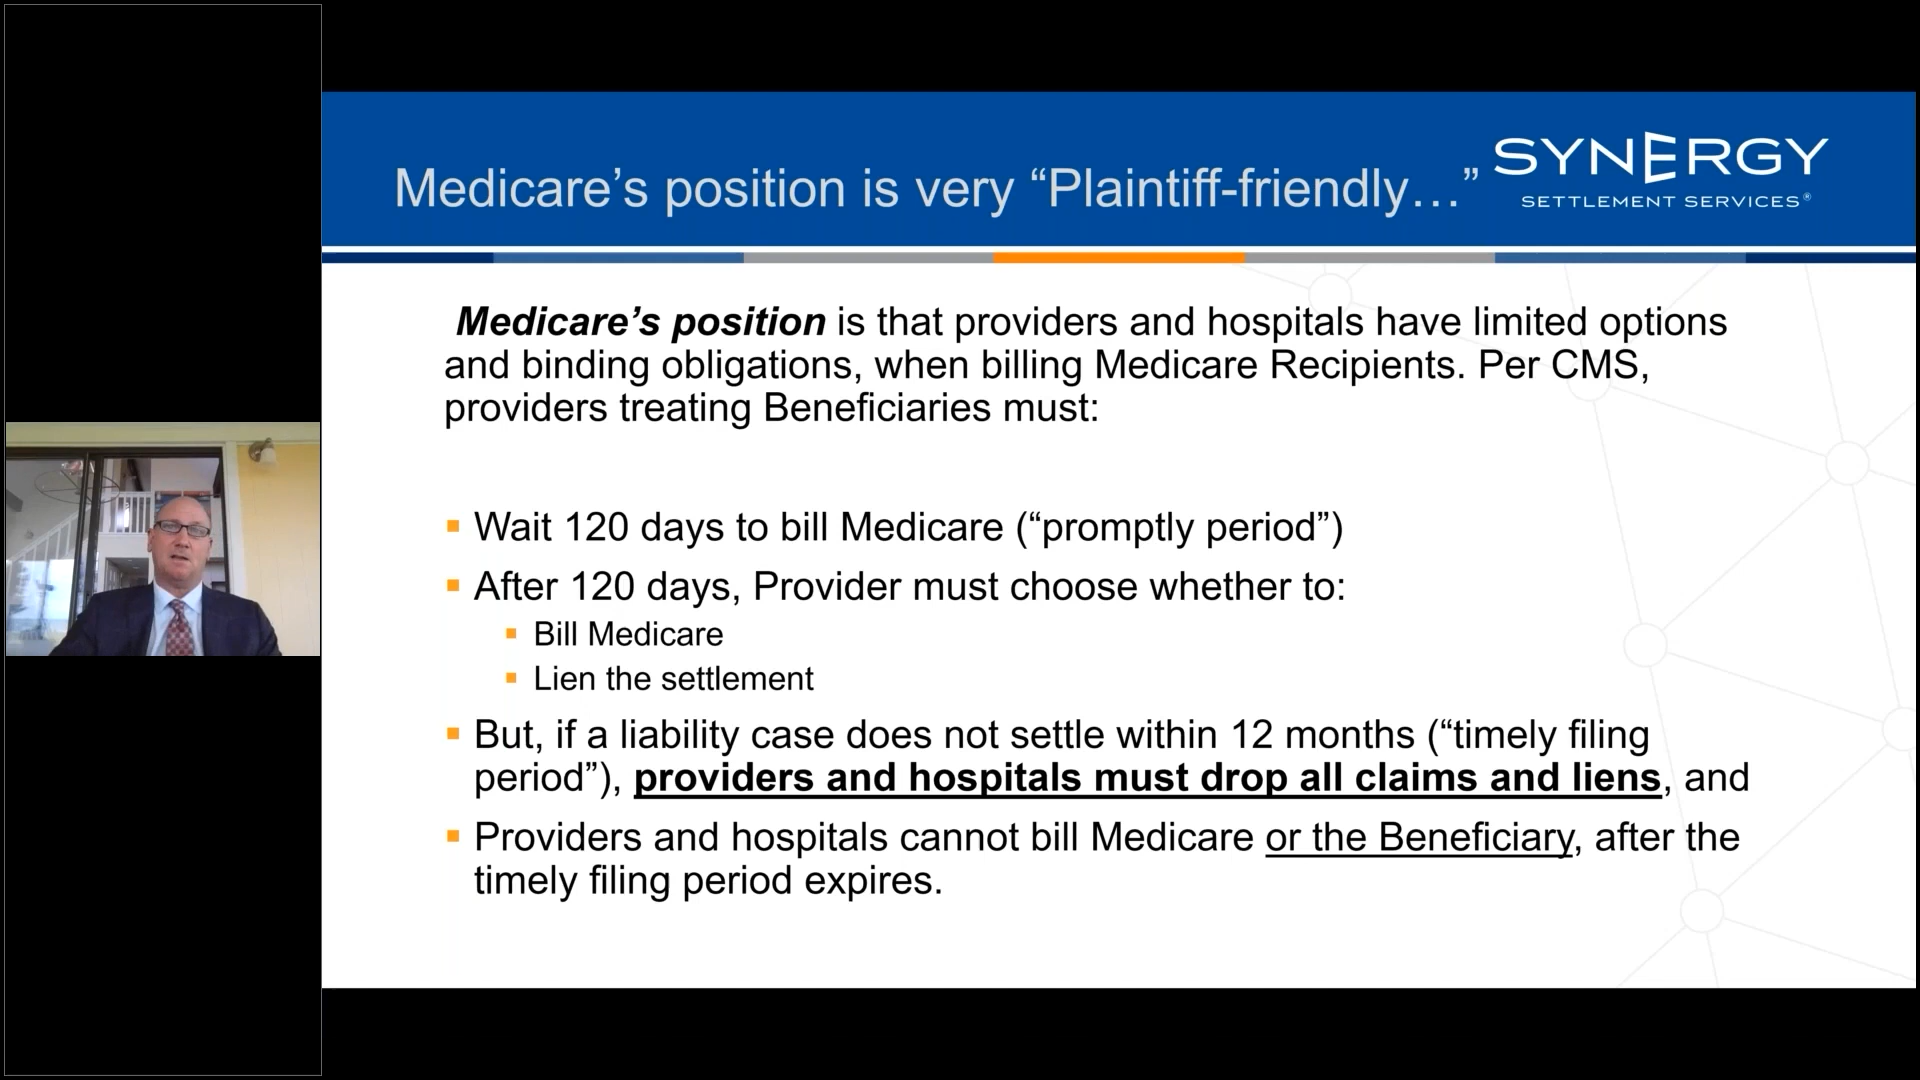 Medicare’s position is very “Plaintiff-friendly…”
SYNERGY
SETTLEMENT SERVICES®
Medicare’s position is that providers and hospitals have limited options
and binding obligations, when billing Medicare Recipients. Per CMS,
providers treating Beneficiaries must:
Wait 120 days to bill Medicare (“promptly period”)
After 120 days, Provider must choose whether to:
Bill Medicare
Lien the settlement
But, if a liability case does not settle within 12 months (“timely filing
period”), providers and hospitals must drop all claims and liens, and
Providers and hospitals cannot bill Medicare or the Beneficiary, after the
timely filing period expires.